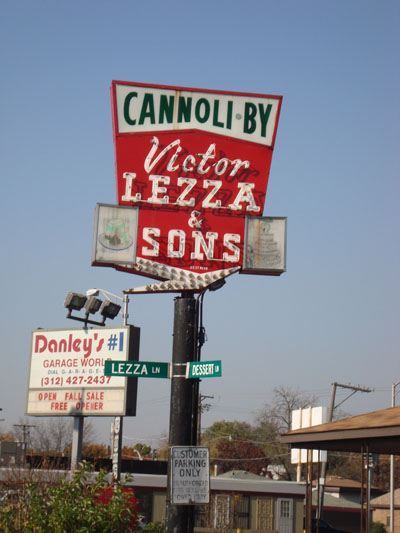 CANNOLI·BY
Victor
LEZZA
&
SONS
Danley's #1
GARAGE WORLD
DIAL G-A-R-A-G-E
(312) 427-2437
OPEN FALL SALE
FREE OPENER
LEZZA LN
DESSERT LN
CUSTOMER
PARKING
ONLY